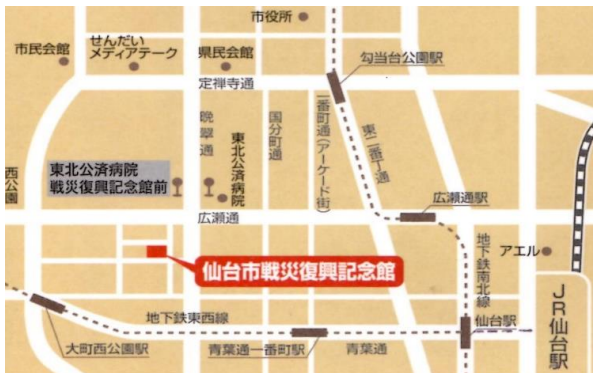 市役所
市民会館
せんだい
メディアテーク
県民会館
勾当台公園駅
定禅寺通
晩翠通
国分町通
一番町通(アーケード街)
東二番丁通
西公園
東北公済病院
戦災復興記念館前
東北公済病院
広瀬通駅
広瀬通
地下鉄南北線
アエル
仙台市戦災復興記念館
JR仙台駅
地下鉄東西線
仙台駅
大町西公園駅
青葉通一番町駅
青葉通